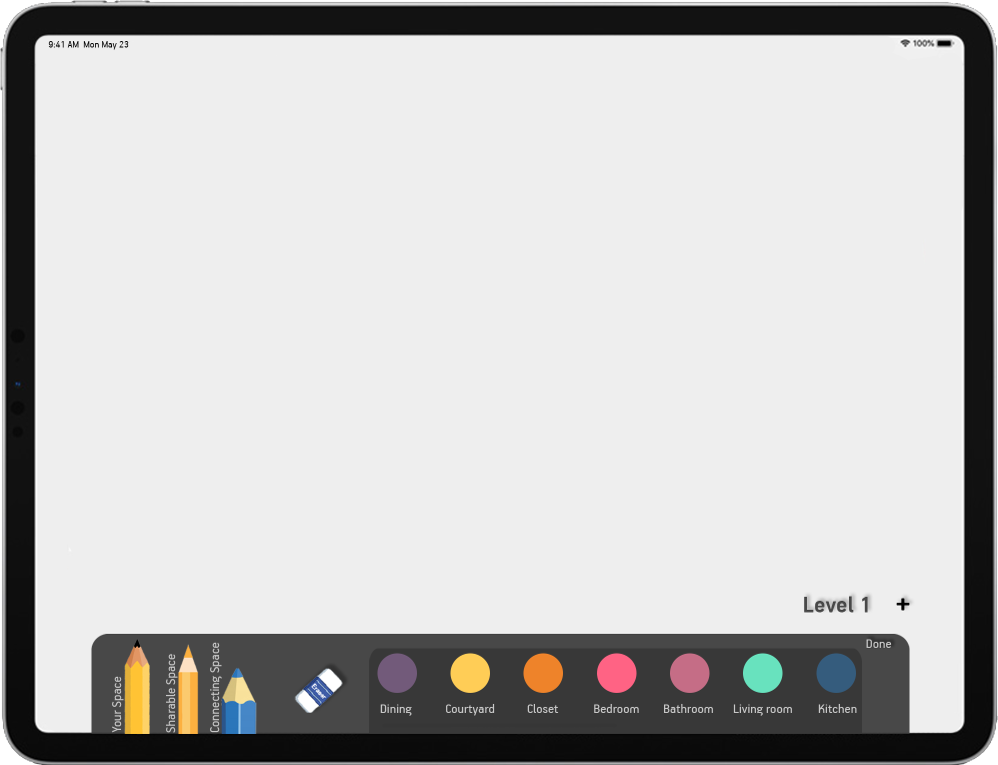 9:41 AM Mon May 23
100%
Level 1 +
Done
Your Space
Sharable Space
Connecting Space
Eraser
Dining
Courtyard
Closet
Bedroom
Bathroom
Living room
Kitchen